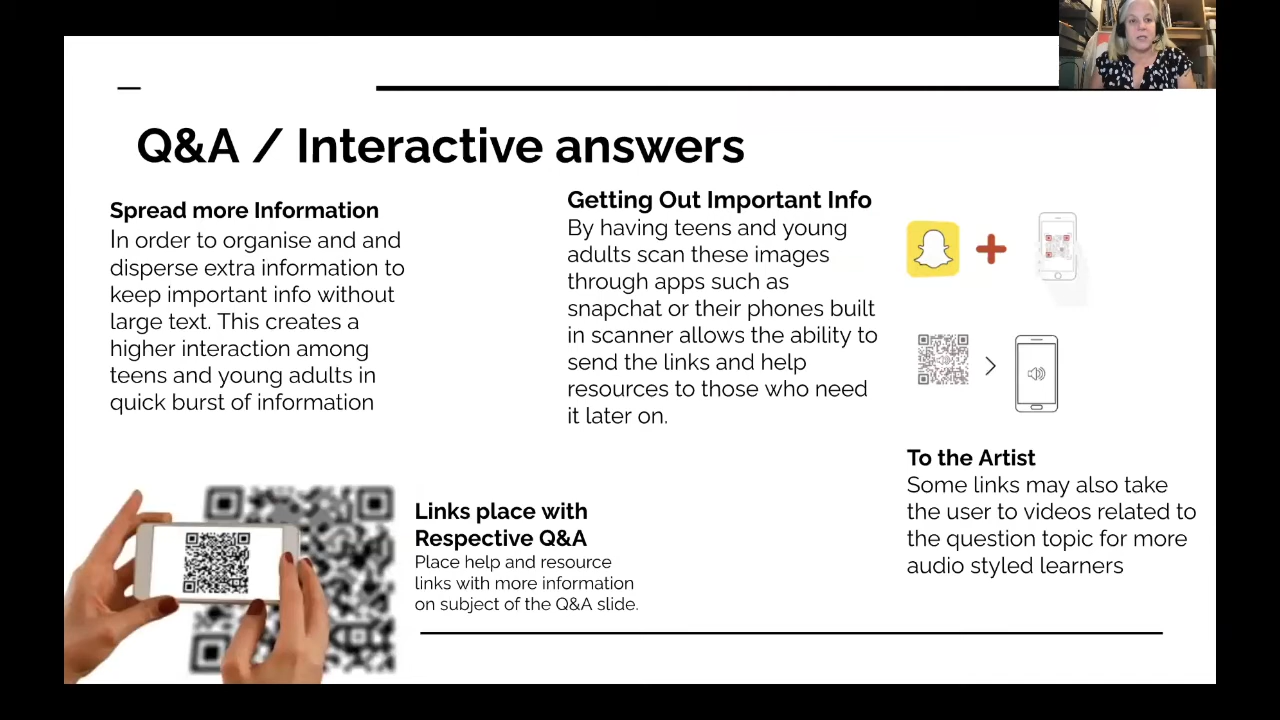 Q&A / Interactive answers
Spread more Information
In order to organise and and
disperse extra information to
keep important info without
large text. This creates a
higher interaction among
teens and young adults in
quick burst of information
Getting Out Important Info
By having teens and young
adults scan these images
through apps such as
snapchat or their phones built
in scanner allows the ability to
send the links and help
resources to those who need
it later on.
To the Artist
Some links may also take
the user to videos related to
the question topic for more
audio styled learners
Links place with
Respective Q&A
Place help and resource
links with more information
on subject of the Q&A slide.